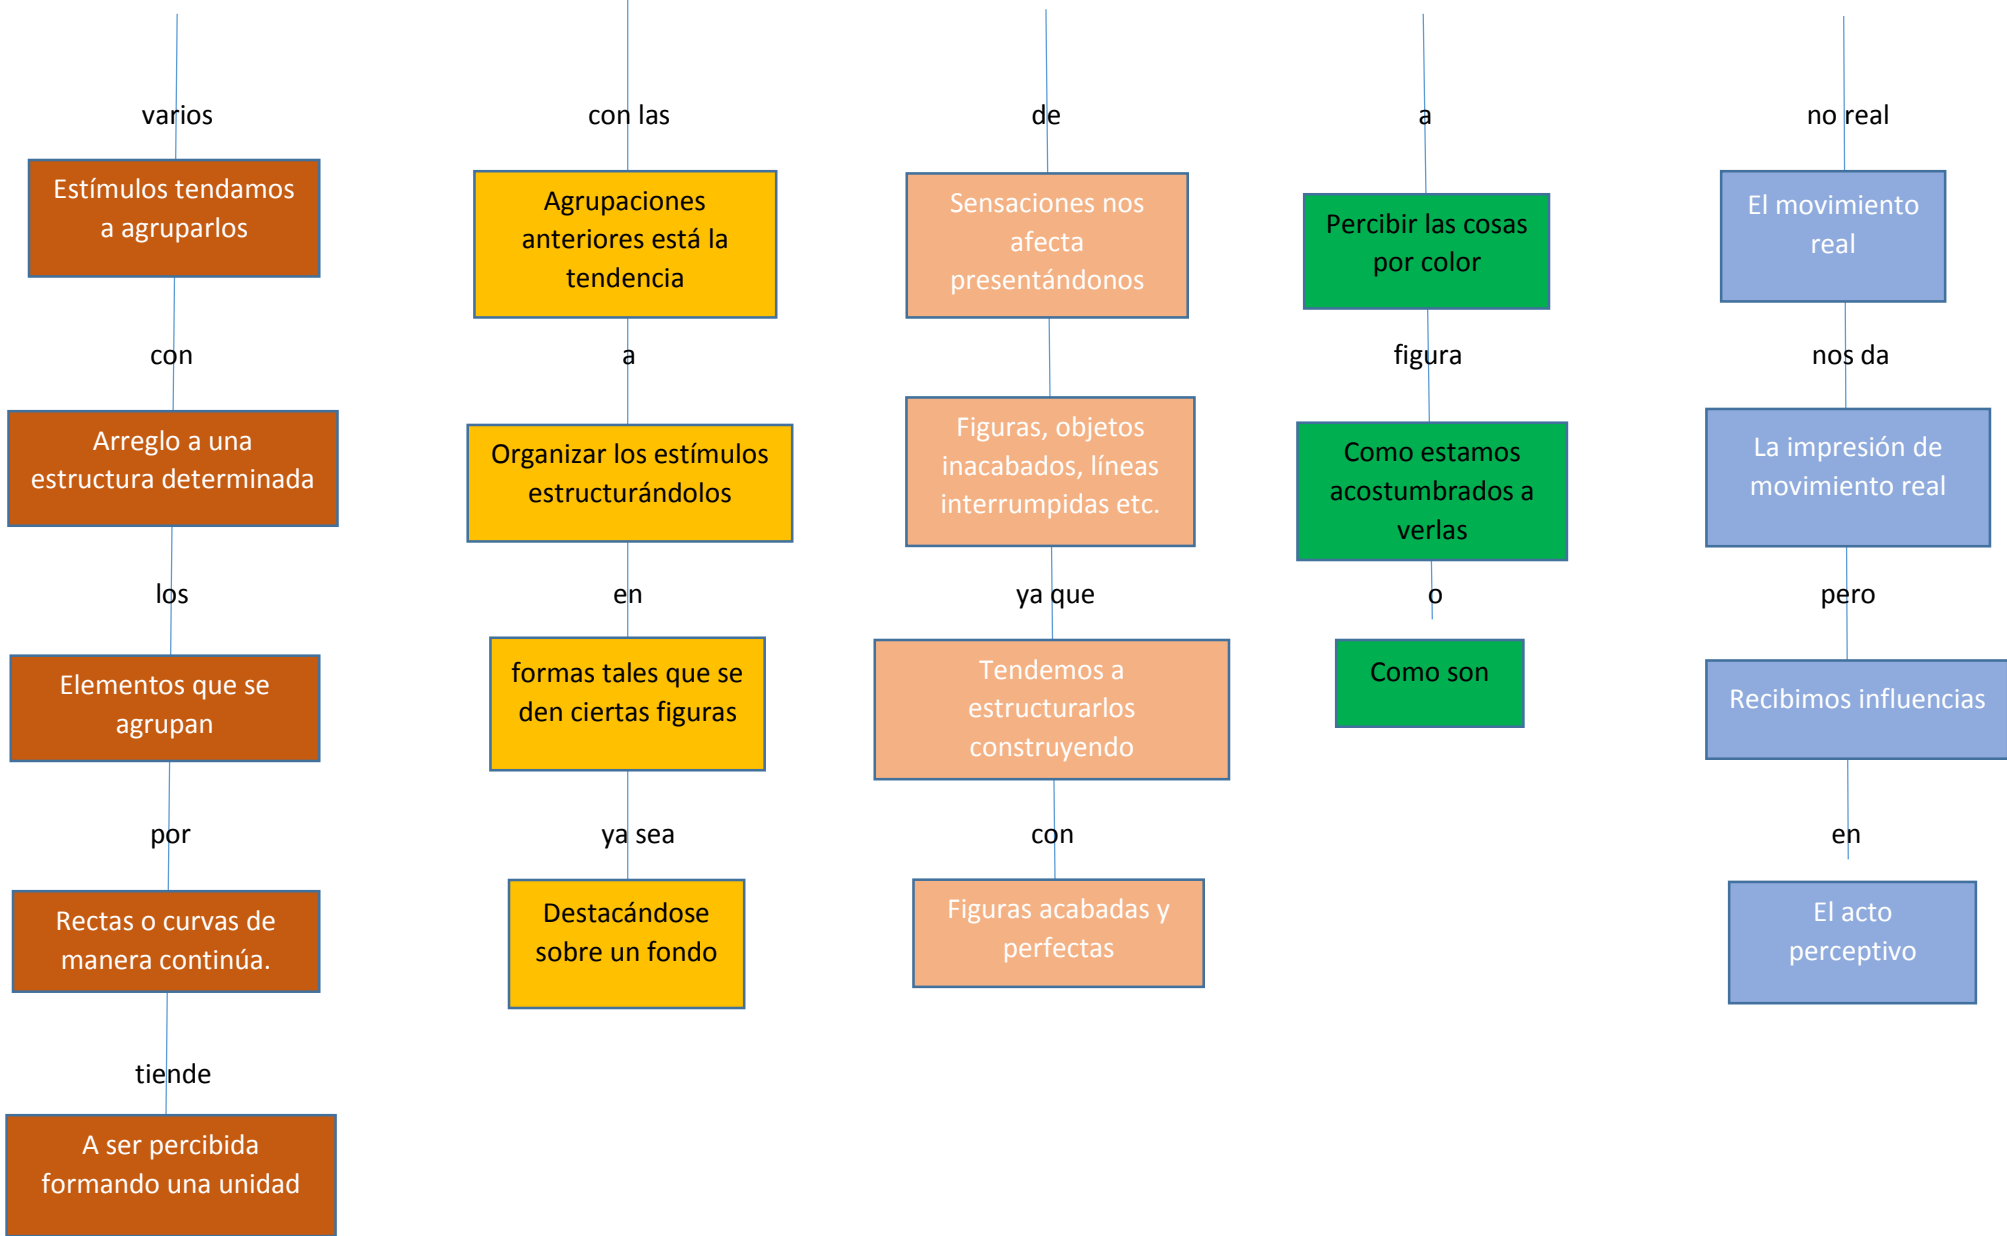 varios
Estímulos tendamos
a agruparlos
con
Arreglo a una
estructura determinada
los
Elementos que se
agrupan
por
Rectas o curvas de
manera continúa.
tiende
A ser percibida
formando una unidad
con las
Agrupaciones
anteriores está la
tendencia
a
Organizar los estímulos
estructurándolos
en
formas tales que se
den ciertas figuras
ya sea
Destacándose
sobre un fondo
de
Sensaciones nos
afecta
presentándonos
Figuras, objetos
inacabados, líneas
interrumpidas etc.
ya que
Tendemos a
estructurarlos
construyendo
con
Figuras acabadas y
perfectas
a
Percibir las cosas
por color
figura
Como estamos
acostumbrados a
verlas
o
Como son
no real
El movimiento
real
nos da
La impresión de
movimiento real
pero
Recibimos influencias
en
El acto
perceptivo